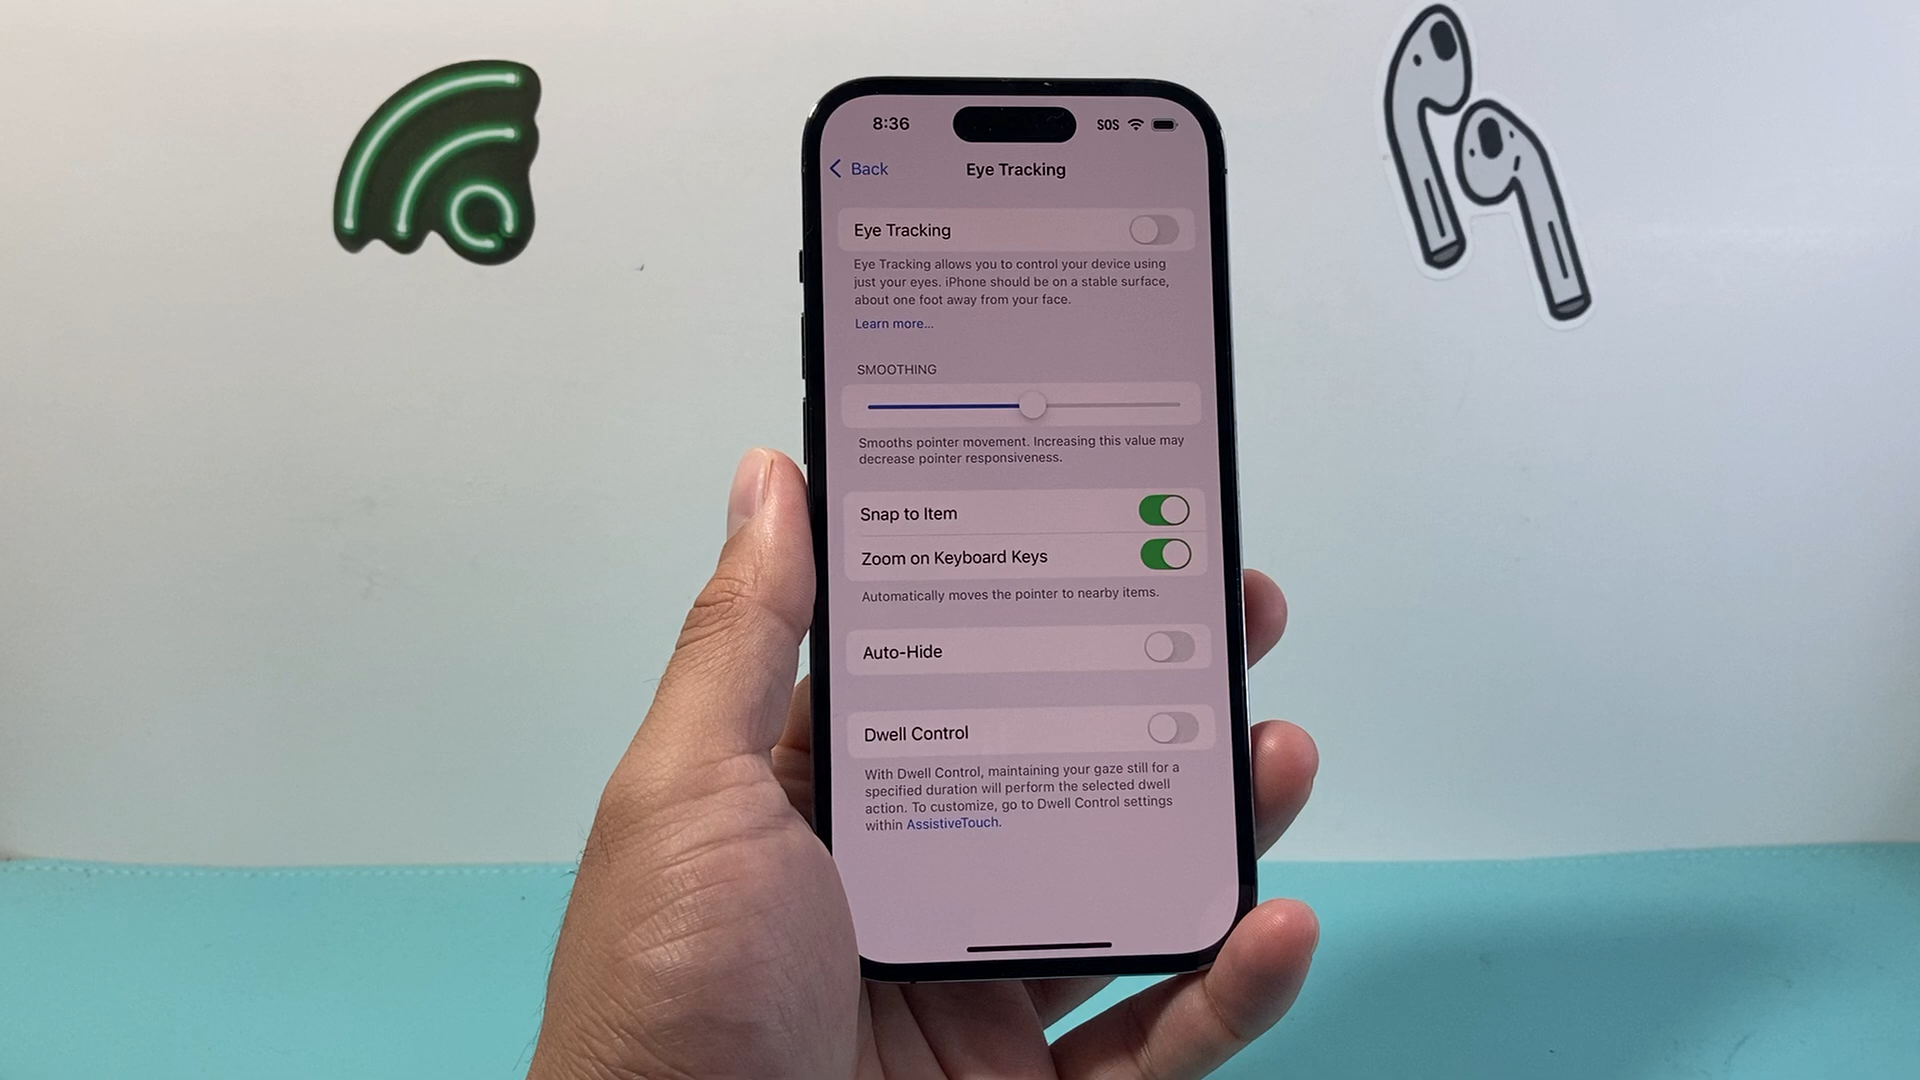 8:36
SOS
Back
Eye Tracking
Eye Tracking
Eye Tracking allows you to control your device using
just your eyes. iPhone should be on a stable surface,
about one foot away from your face.
Learn more...
SMOOTHING
Smooths pointer movement. Increasing this value may
decrease pointer responsiveness.
Snap to Item
Zoom on Keyboard Keys
Automatically moves the pointer to nearby items.
Auto-Hide
Dwell Control
With Dwell Control, maintaining your gaze still for a
specified duration will perform the selected dwell
action. To customize, go to Dwell Control settings
within AssistiveTouch.